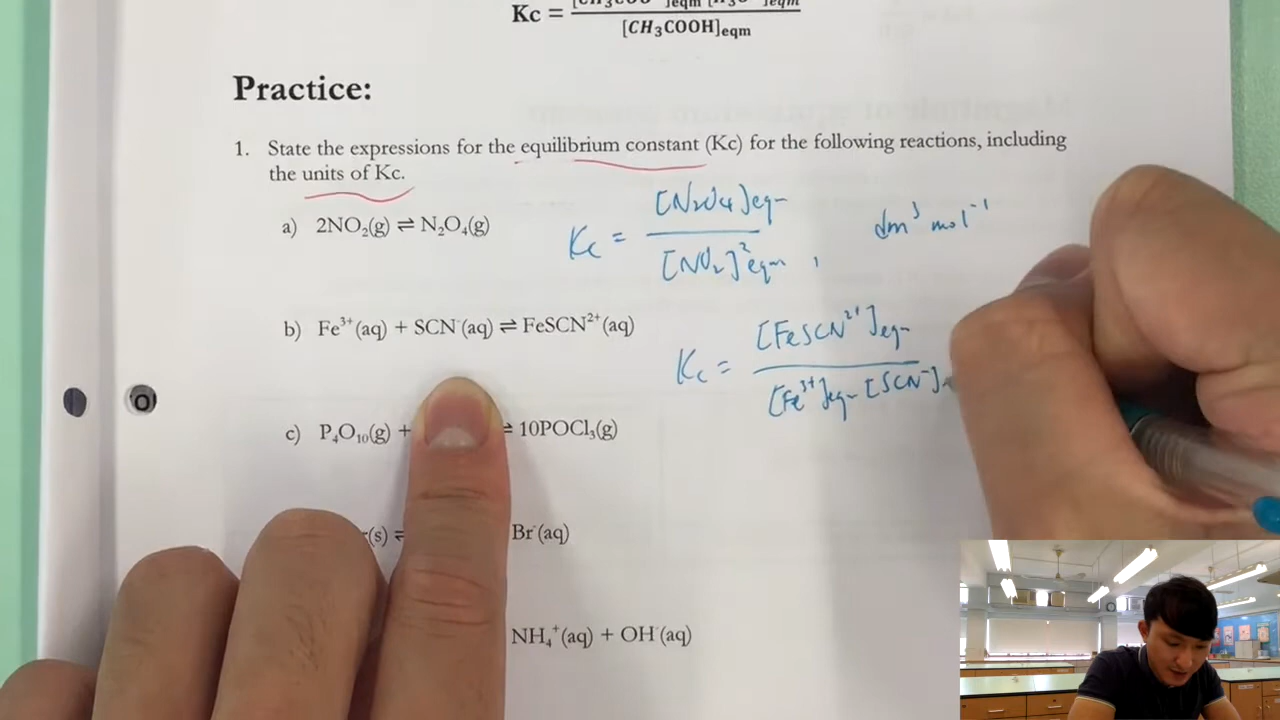 Kc =
[CH₃COOH]eqm
Practice:
1. State the expressions for the equilibrium constant (Kc) for the following reactions, including
the units of Kc.
a) 2NO₂(g) ⇌ N₂O₄(g)
Kc = [N₂O₄]eqm
[NO₂]²eqm , dm³ mol⁻¹
b) Fe³⁺(aq) + SCN⁻(aq) ⇌ FeSCN²⁺(aq)
Kc = [FeSCN²⁺]eqm
[Fe³⁺]eqm [SCN⁻]
c) P₄O₁₀(g) + ⇌ 10POCl₃(g)
(s) ⇌ Br⁻(aq)
NH₄⁺(aq) + OH⁻(aq)